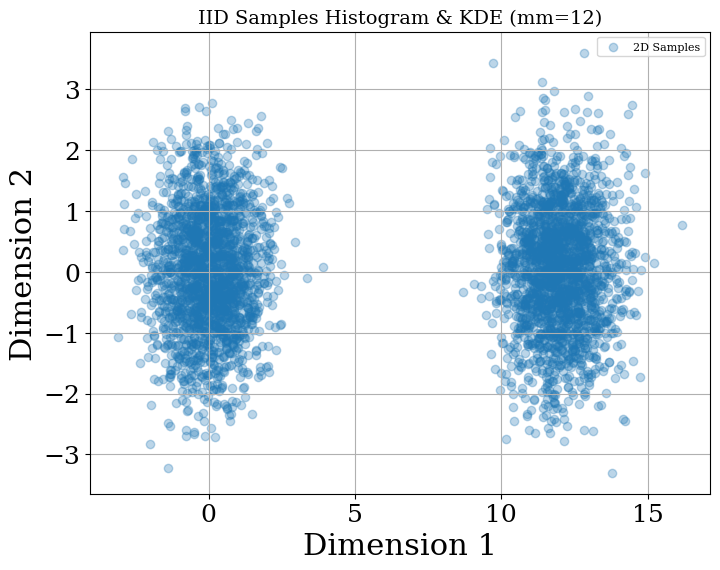 IID Samples Histogram & KDE (mm=12)
2D Samples
Dimension 2
3
2
1
0
−1
−2
−3
0 5 10 15
Dimension 1